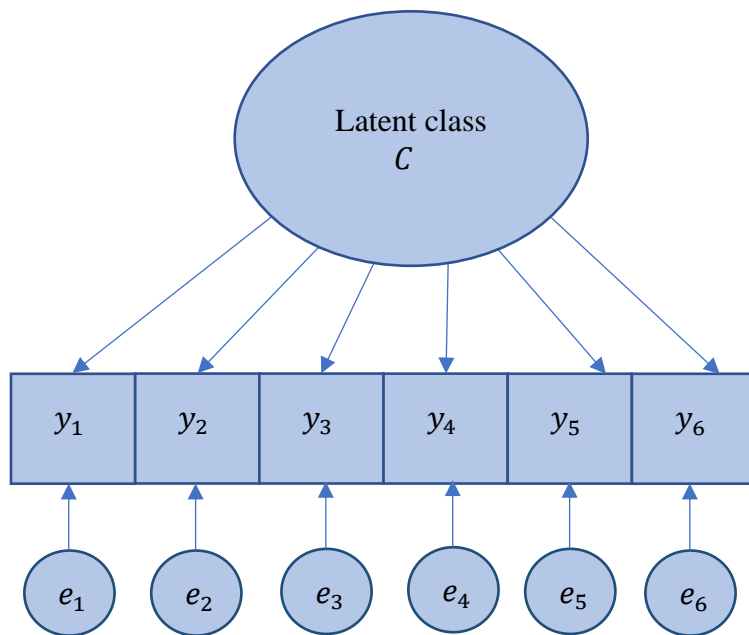 Latent class
C
y₁ y₂ y₃ y₄ y₅ y₆
e₁ e₂ e₃ e₄ e₅ e₆